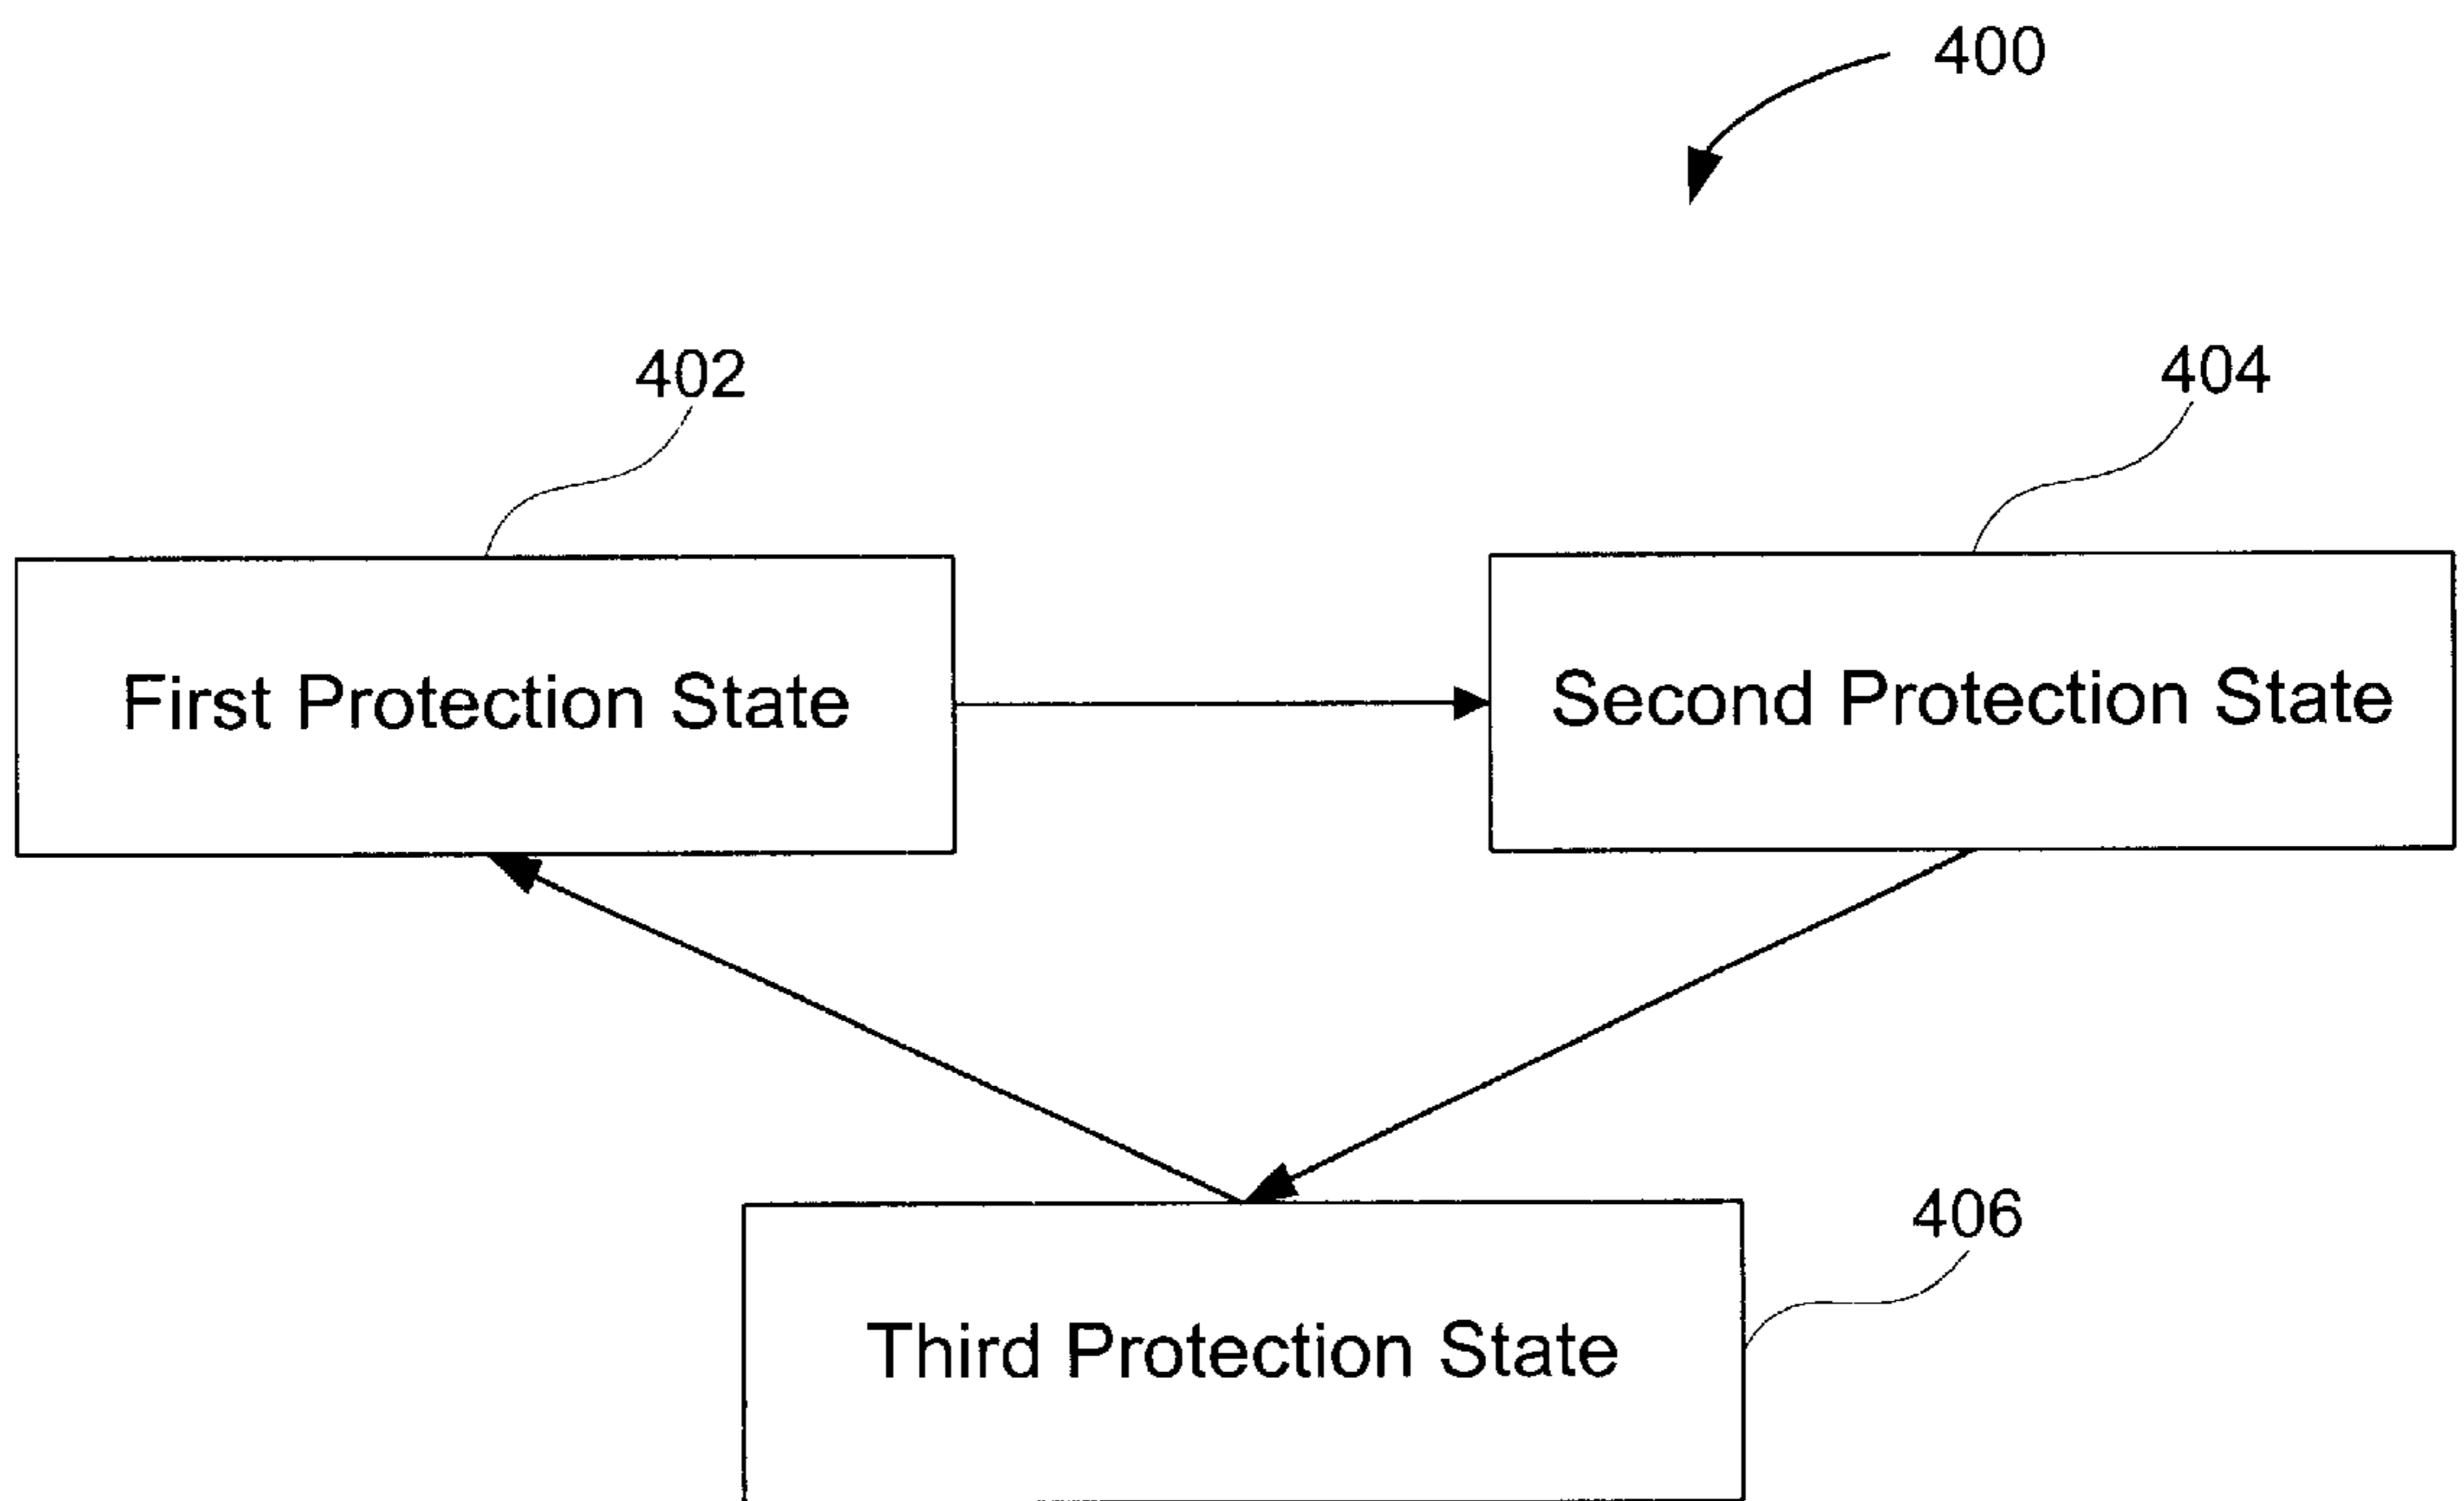 400
402
404
First Protection State
Second Protection State
406
Third Protection State